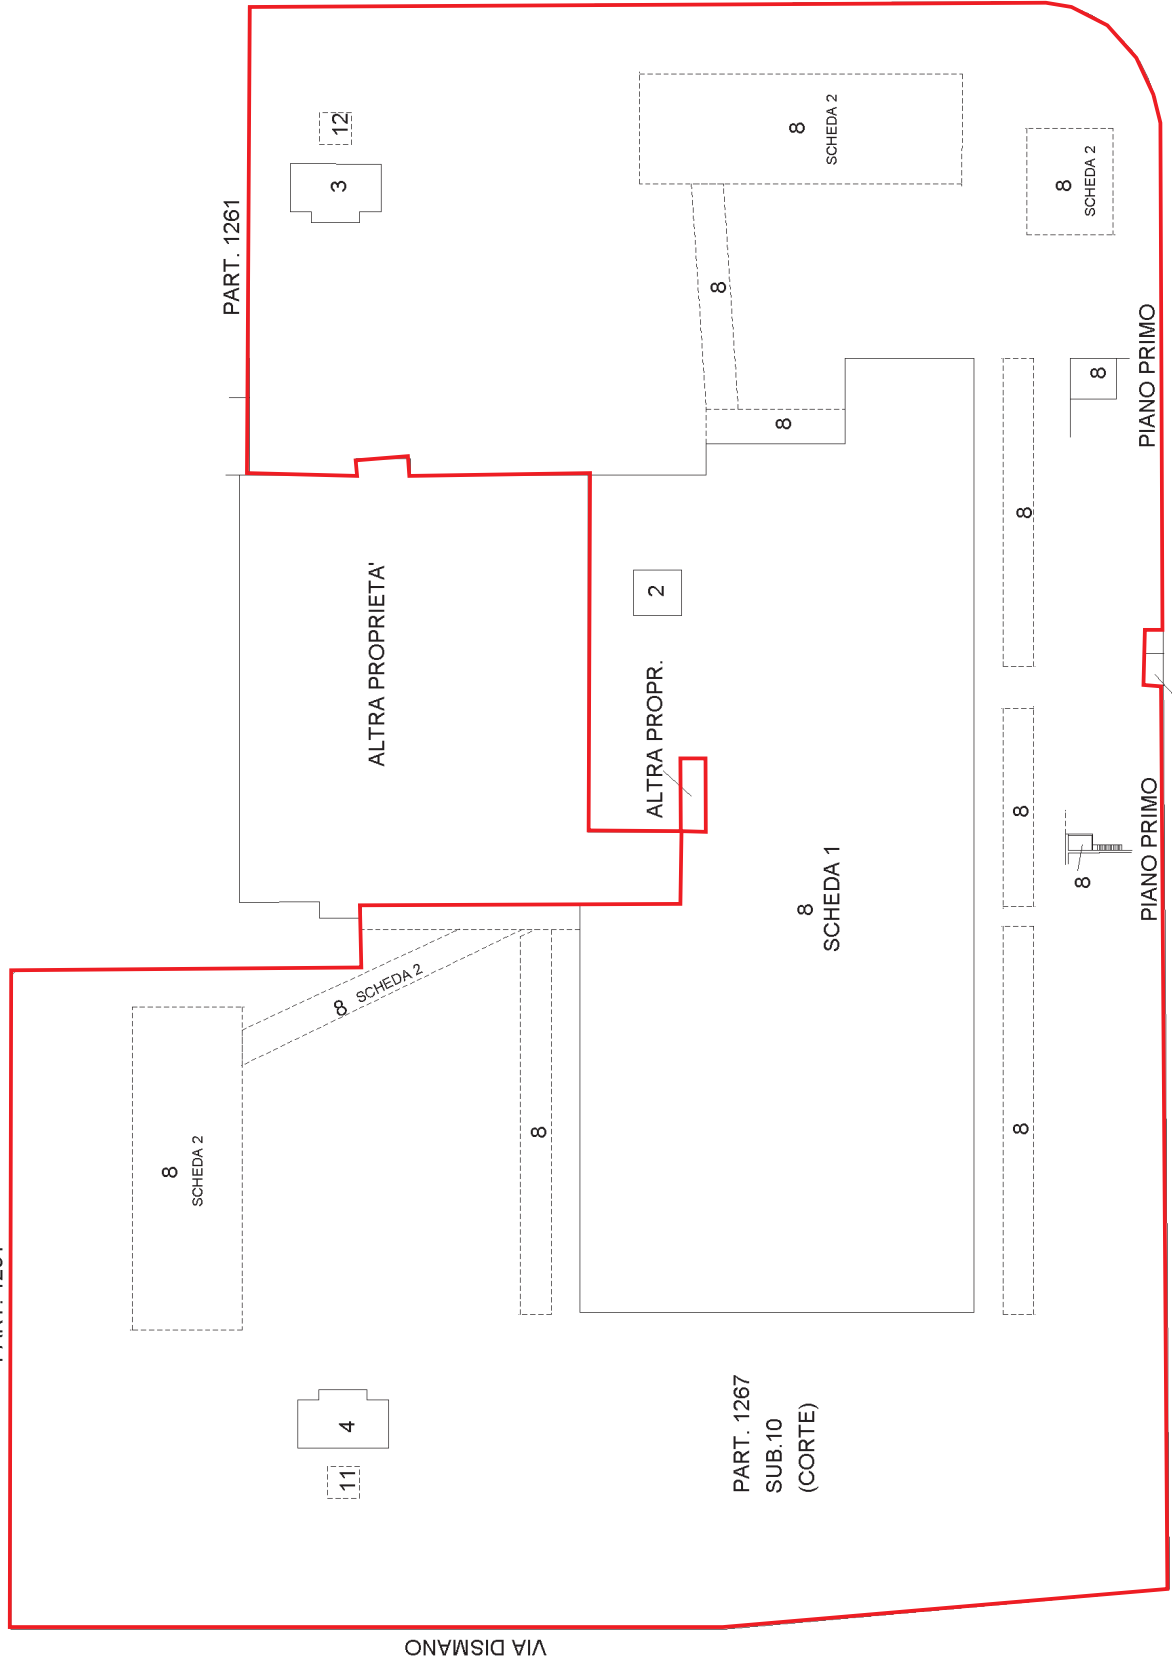 PART. 1261
12
3
8
SCHEDA 2
8
SCHEDA 2
8
8
8
PIANO PRIMO
8
ALTRA PROPRIETA'
2
ALTRA PROPR.
8
8
PIANO PRIMO
8
SCHEDA 1
8 SCHEDA 2
8
SCHEDA 2
8
8
4
11
PART. 1267
SUB.10
(CORTE)
VIA DISMANO